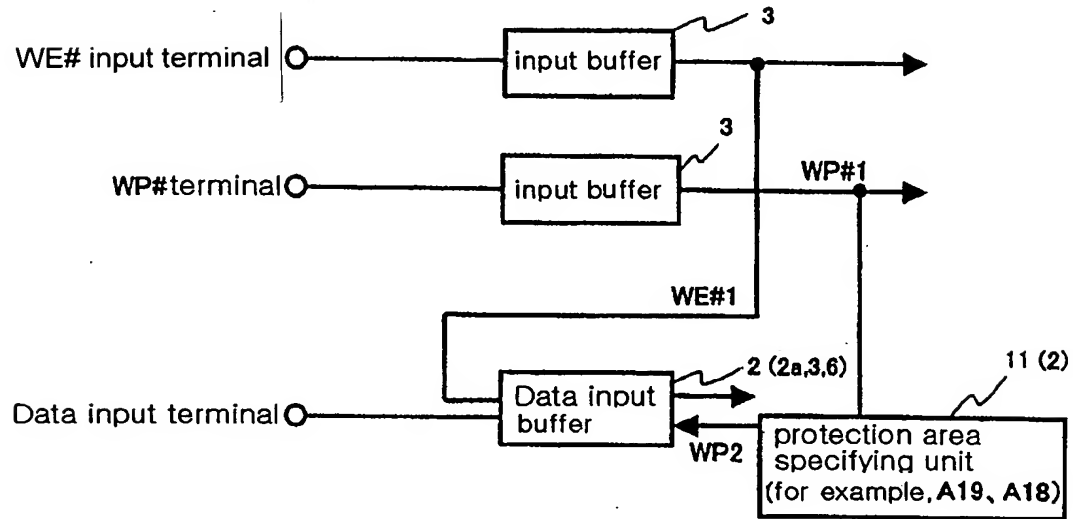 3
WE# input terminal
input buffer
3
WP#terminal
input buffer
WP#1
WE#1
2 (2a,3,6)
11 (2)
Data input terminal
Data input
buffer
WP2
protection area
specifying unit
(for example, A19、A18)